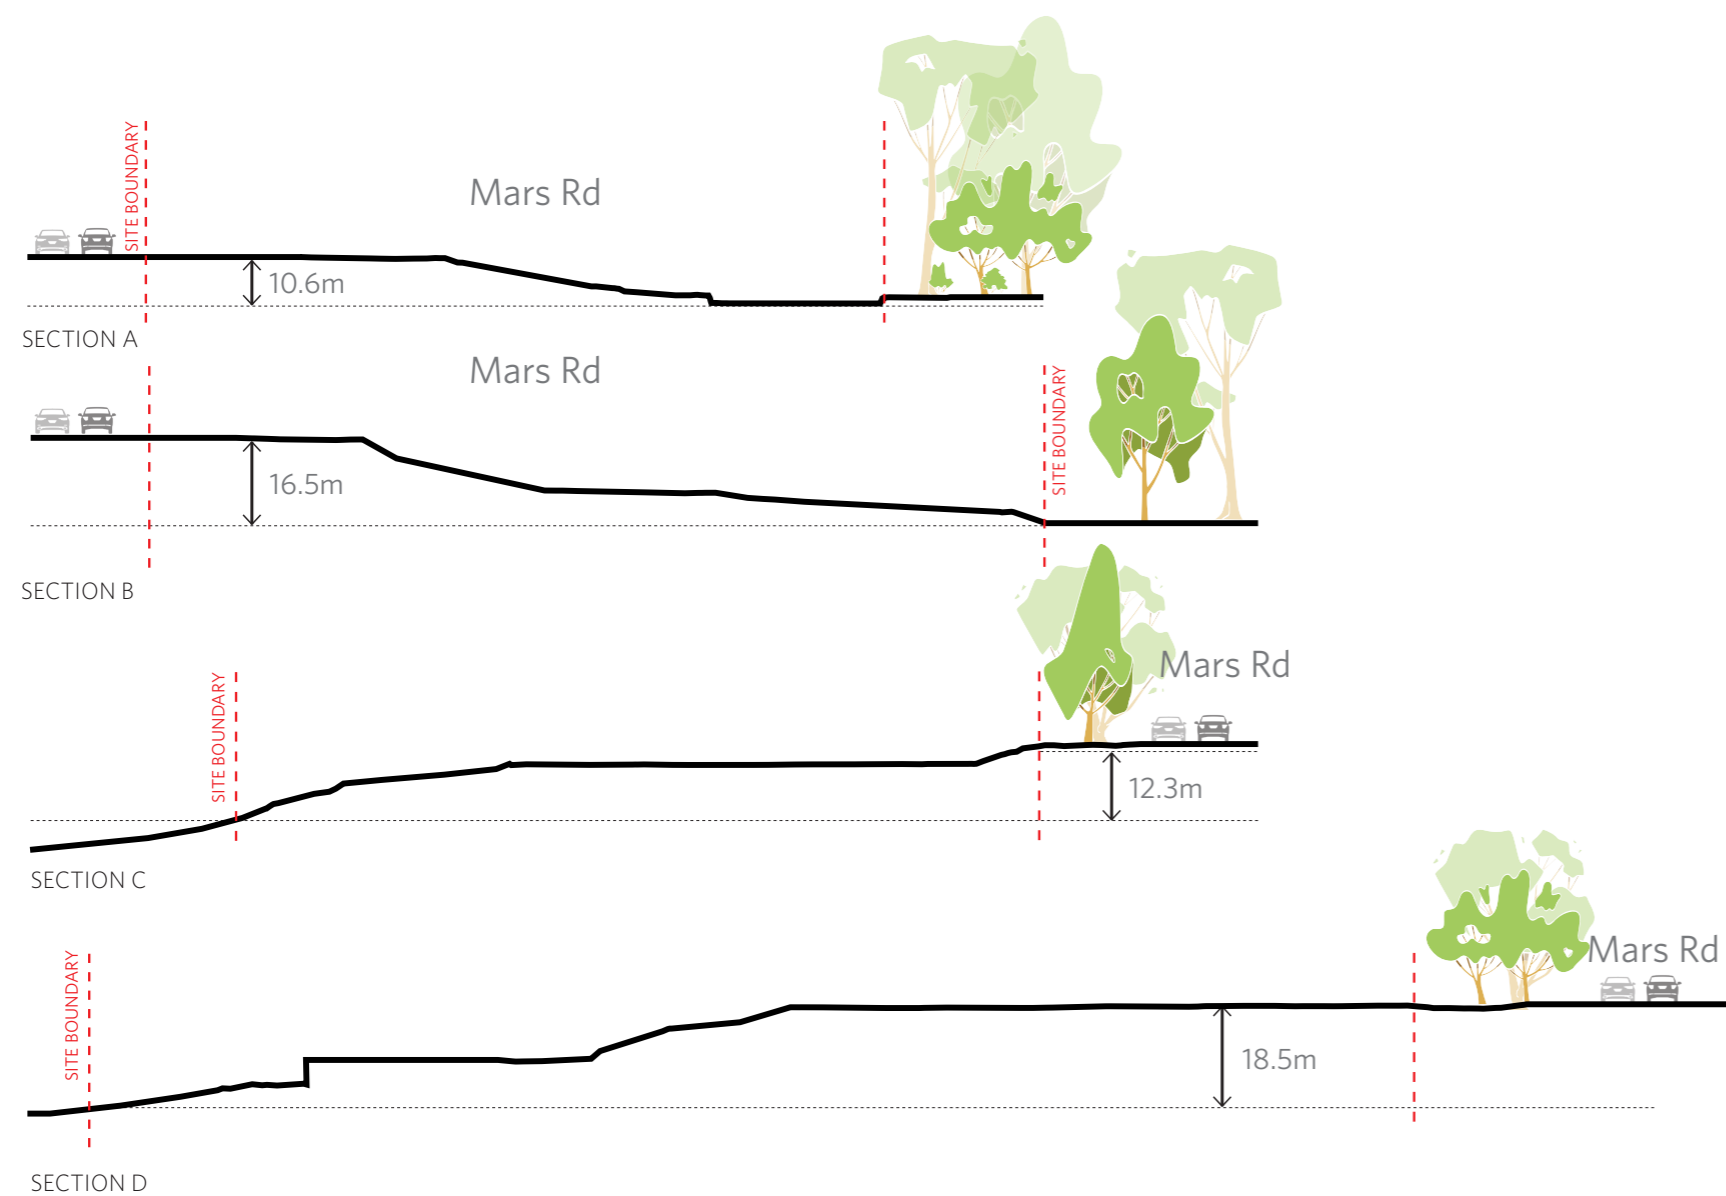 SITE BOUNDARY
Mars Rd
10.6m
SECTION A
Mars Rd
16.5m
SITE BOUNDARY
SECTION B
SITE BOUNDARY
Mars Rd
12.3m
SECTION C
SITE BOUNDARY
Mars Rd
18.5m
SECTION D